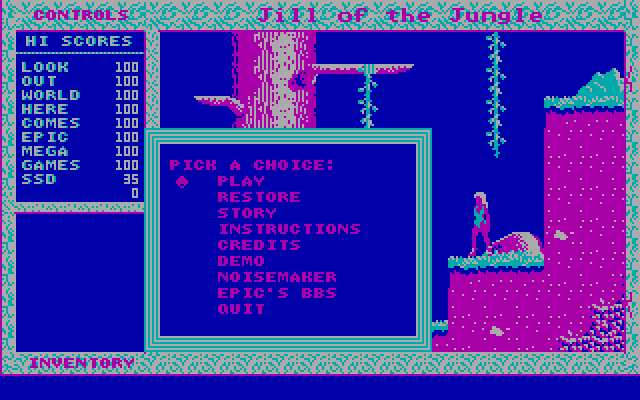 CONTROLS
Jill of the Jungle
HI SCORES
LOOK 100
OUT 100
WORLD 100
HERE 100
COMES 100
EPIC 100
MEGA 100
GAMES 100
SSD 35
0
PICK A CHOICE:
PLAY
RESTORE
STORY
INSTRUCTIONS
CREDITS
DEMO
NOISEMAKER
EPIC'S BBS
QUIT
INVENTORY